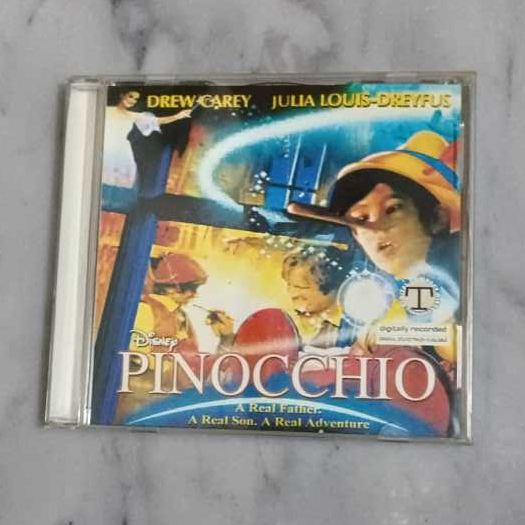 DREW CAREY JULIA LOUIS-DREYFUS
T
digitally recorded
DISNEY
PINOCCHIO
A Real Father.
A Real Son. A Real Adventure